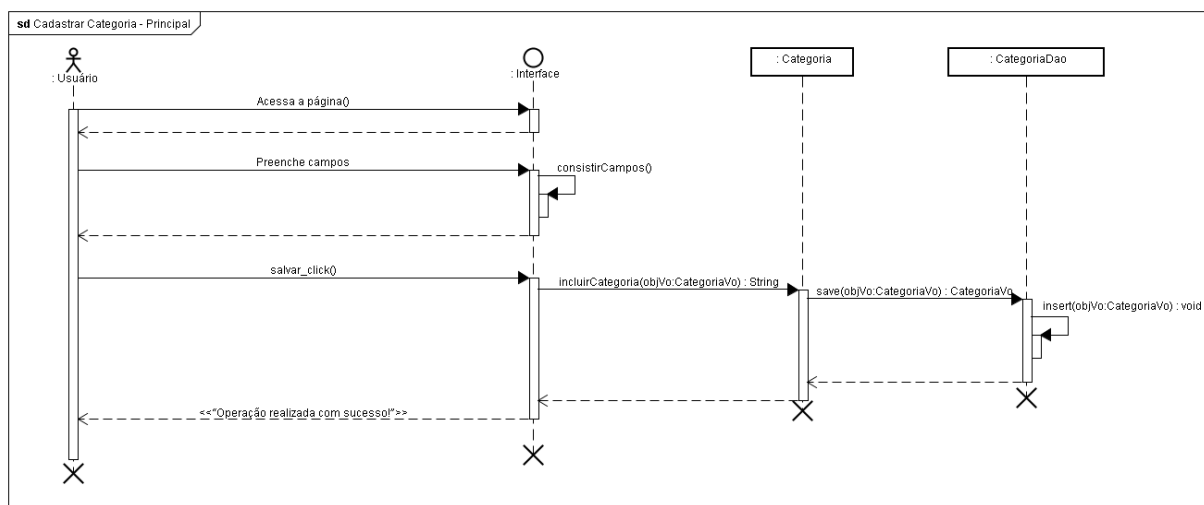 sd Cadastrar Categoria - Principal
: Usuário
: Interface
: Categoria
: CategoriaDao
Acessa a página()
Preenche campos
consistirCampos()
salvar_click()
incluirCategoria(objVo:CategoriaVo) : String
save(objVo:CategoriaVo) : CategoriaVo
insert(objVo:CategoriaVo) : void
<<"Operação realizada com sucesso!">>